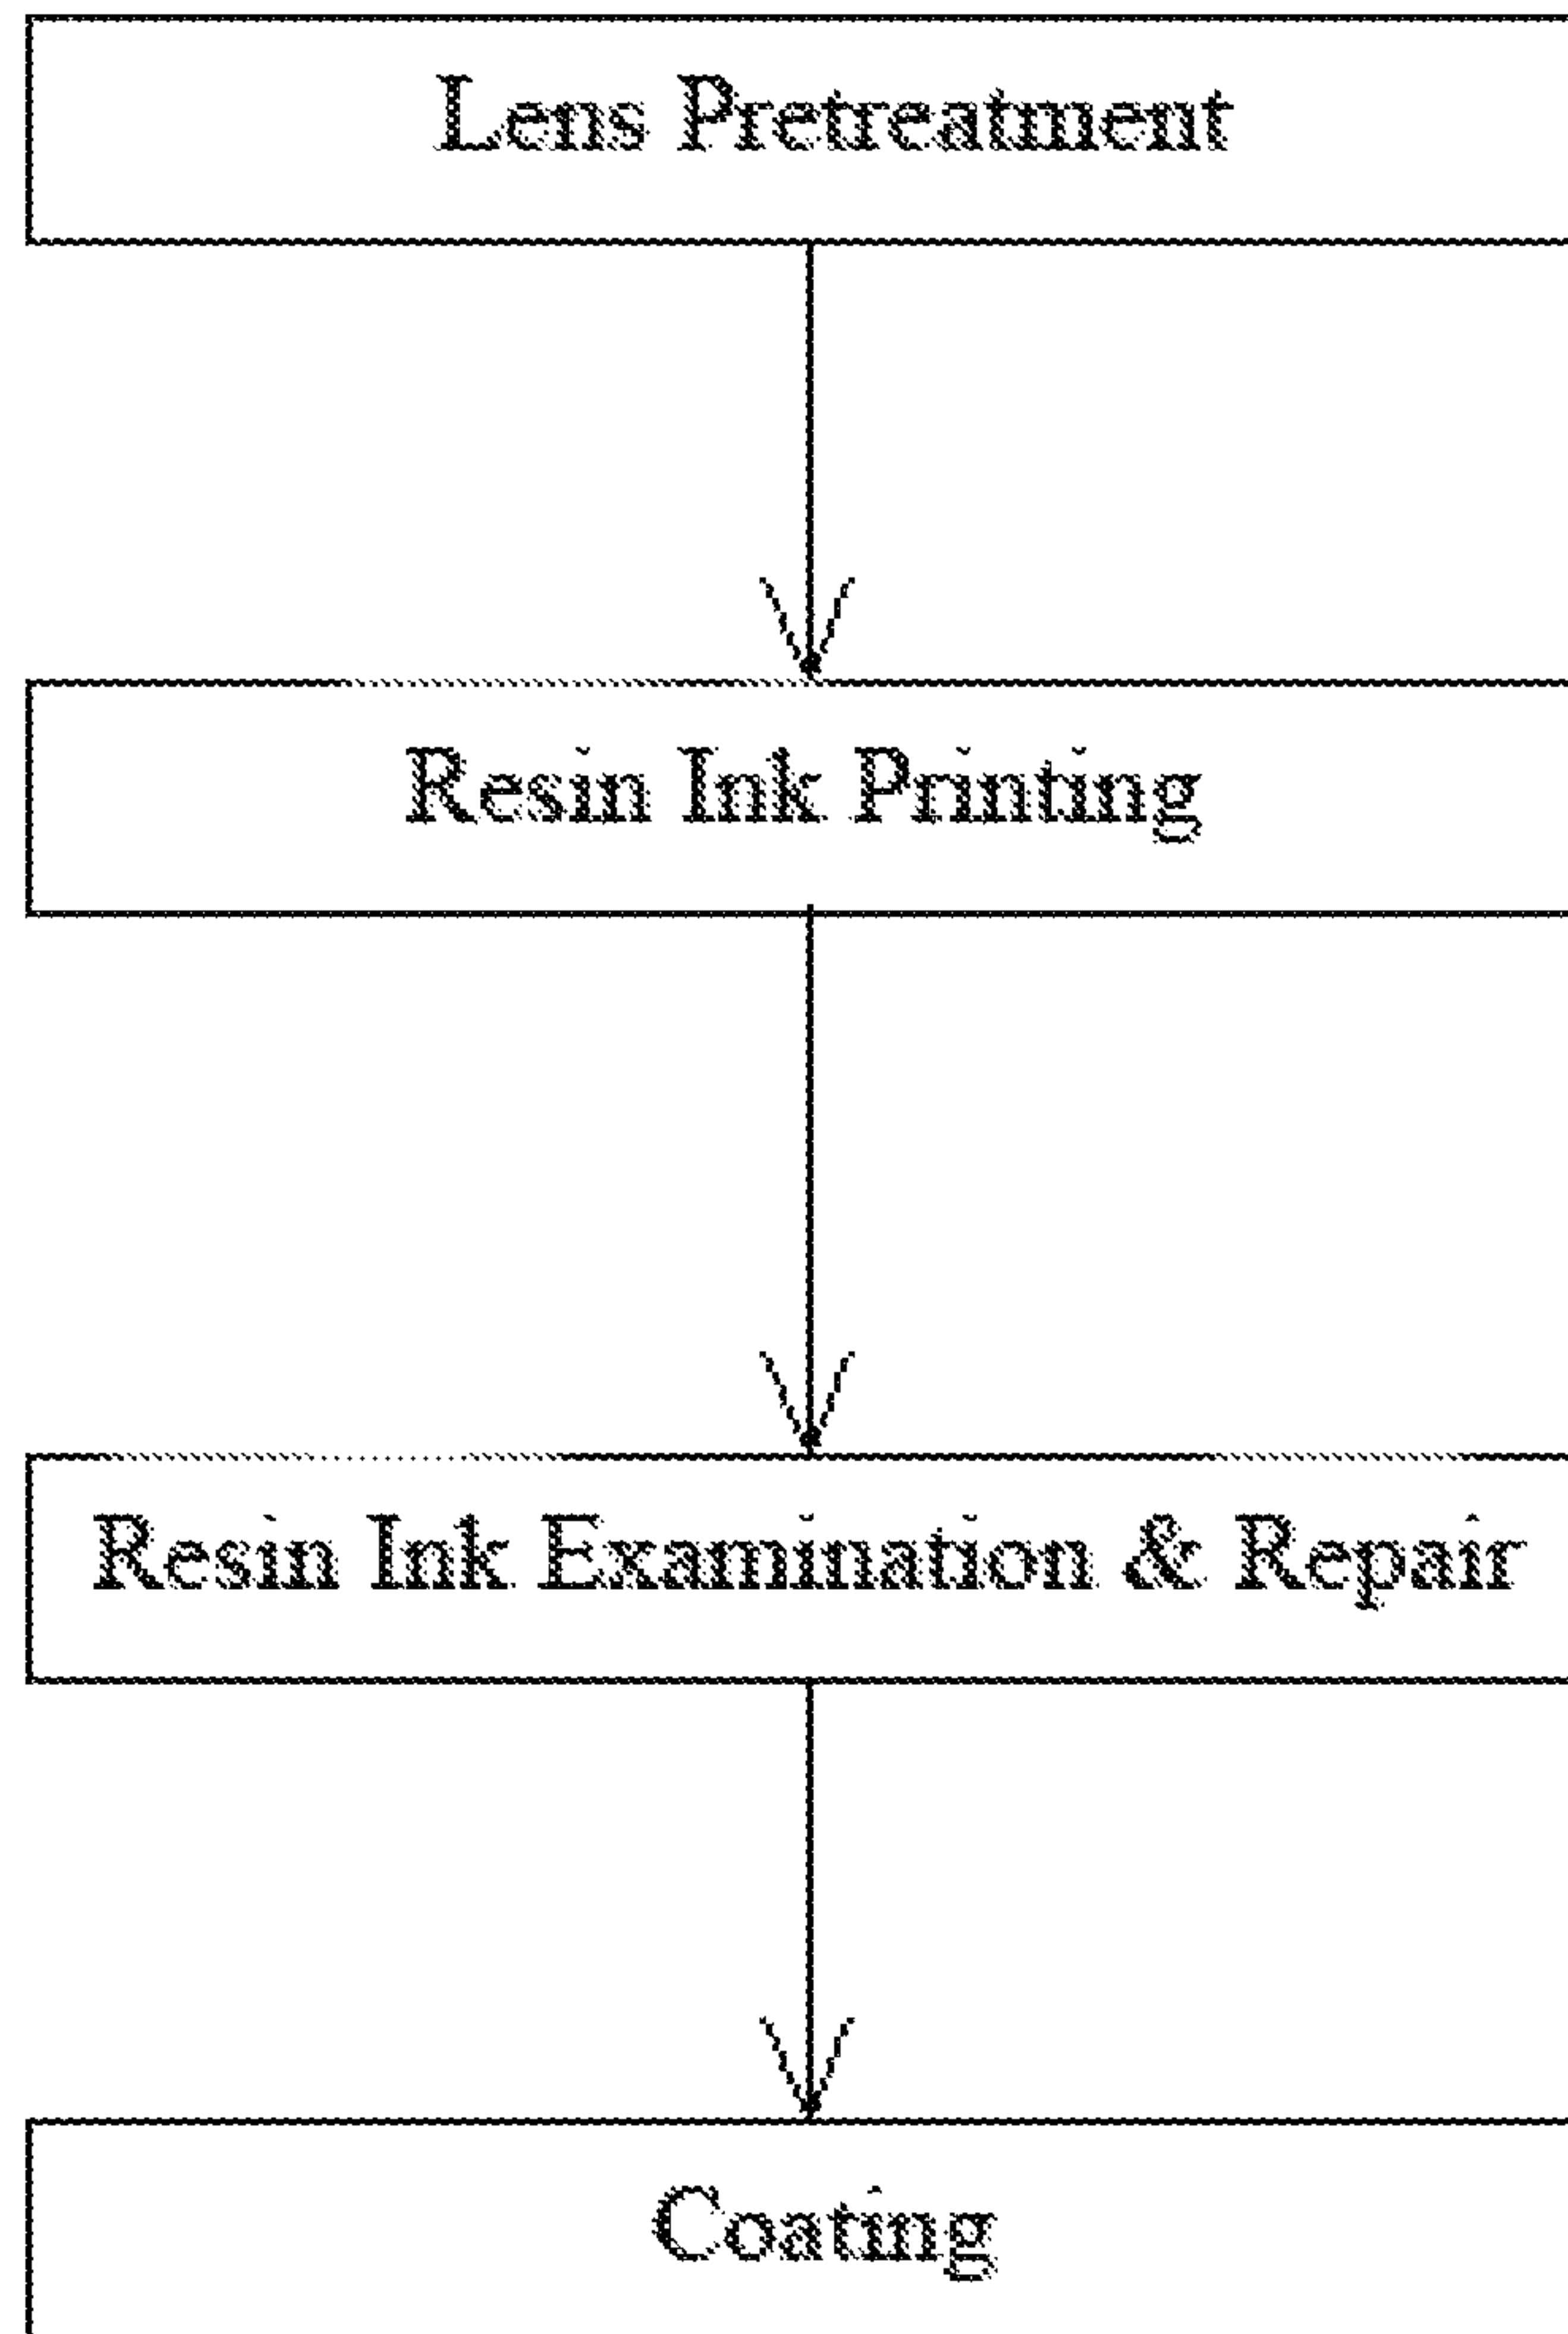 Lens Pretreatment
Resin Ink Printing
Resin Ink Examination & Repair
Coating